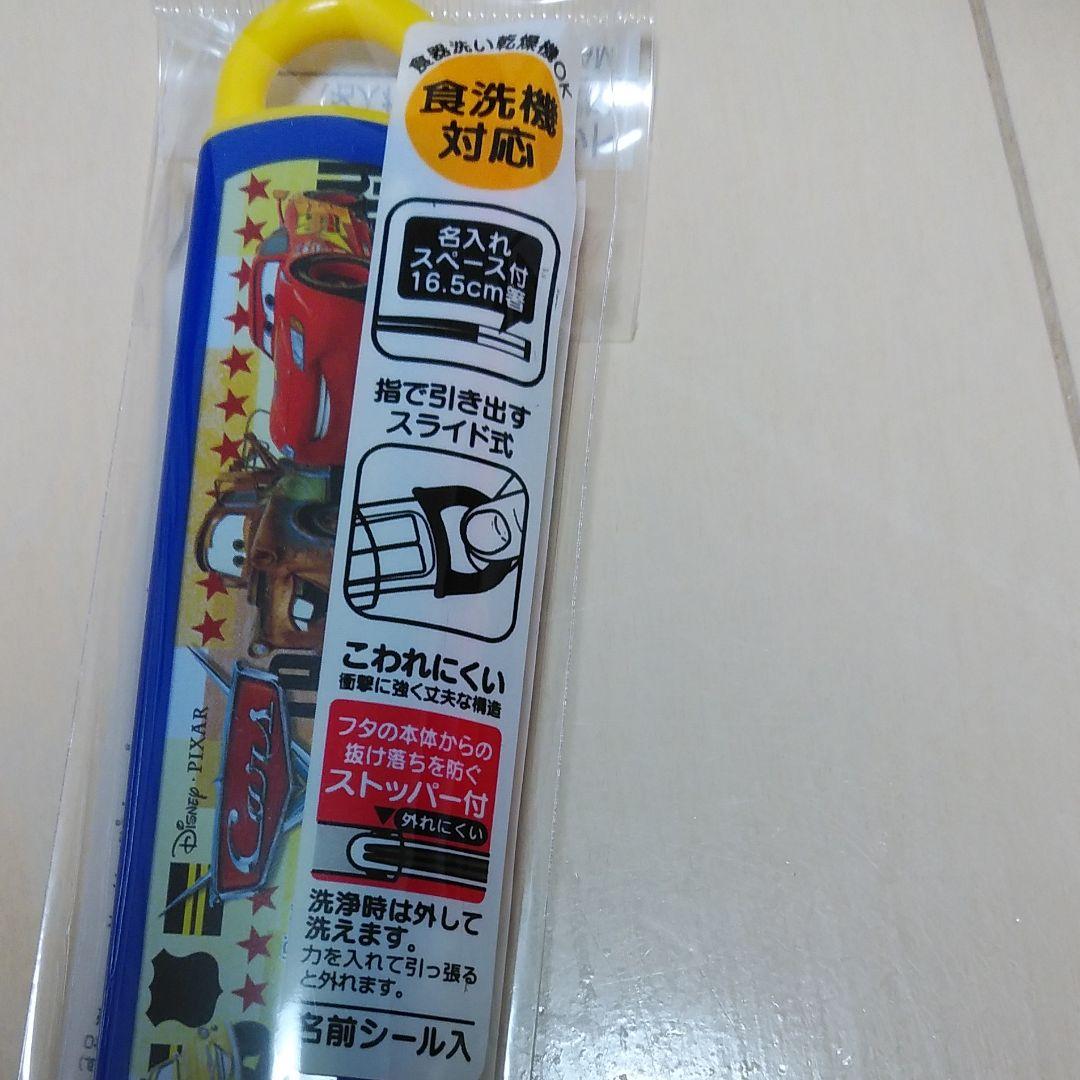 食器洗い乾燥機OK
食洗機
対応
名入れ
スペース付
16.5cm箸
指で引き出す
スライド式
こわれにくい
衝撃に強く丈夫な構造
フタの本体からの
抜け落ちを防ぐ
ストッパー付
外れにくい
洗浄時は外して
洗えます。
力を入れて引っ張る
と外れます。
名前シール入
DISNEY・PIXAR
Cars